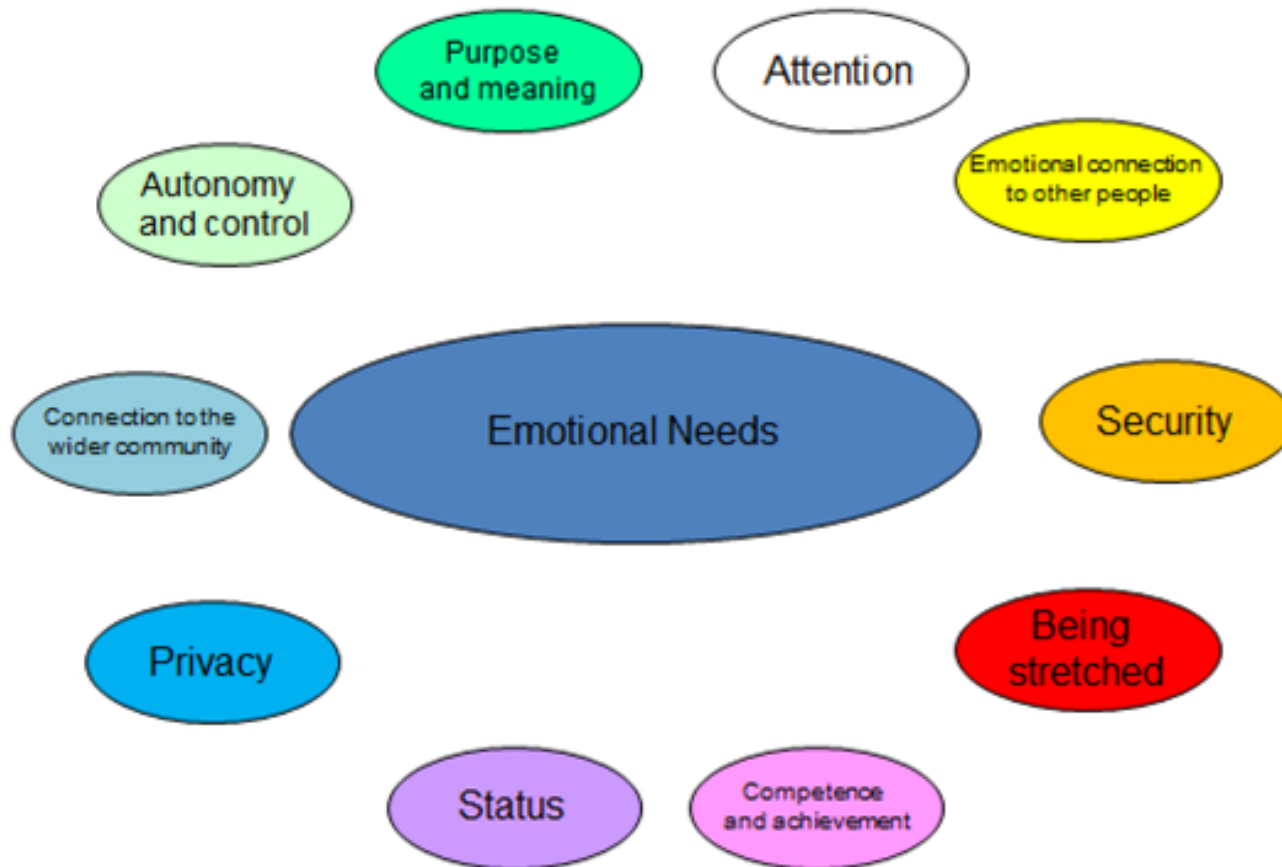 Purpose
and meaning
Attention
Emotional connection
to other people
Autonomy
and control
Connection to the
wider community
Emotional Needs
Security
Privacy
Being
stretched
Status
Competence
and achievement